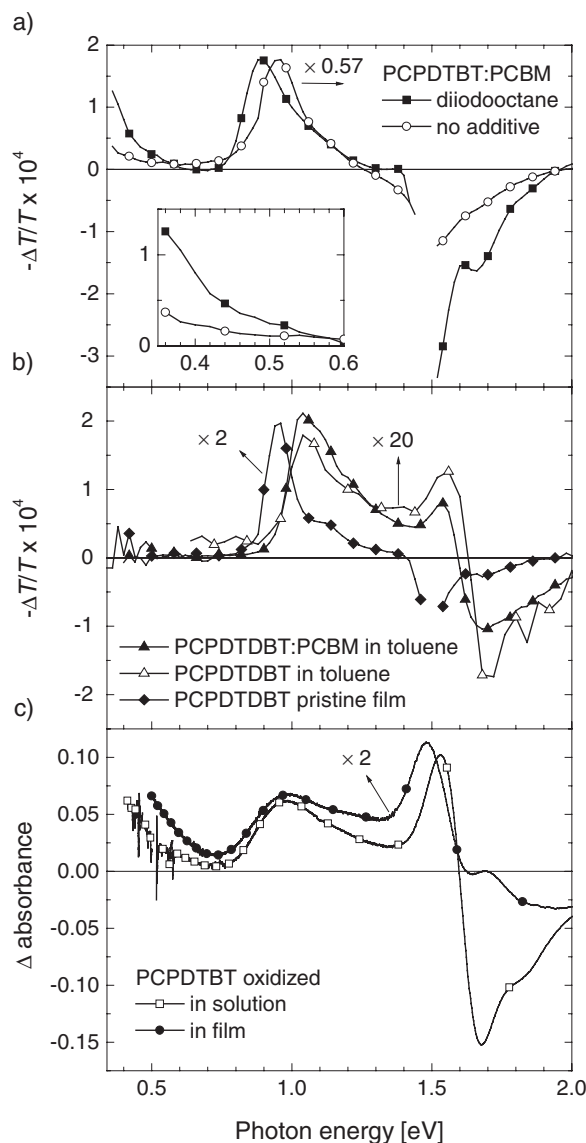 a)
2
1
0
-1
-2
-3
-ΔT/T x 10⁴
× 0.57
PCPDTBT:PCBM
diiodooctane
no additive
1
0
0.4
0.5
0.6
b)
2
1
0
-1
-2
-ΔT/T x 10⁴
× 2
× 20
PCPDTDBT:PCBM in toluene
PCPDTDBT in toluene
PCPDTDBT pristine film
c)
0.10
0.05
0.00
-0.05
-0.10
-0.15
Δ absorbance
× 2
PCPDTBT oxidized
in solution
in film
0.5
1.0
1.5
2.0
Photon energy [eV]